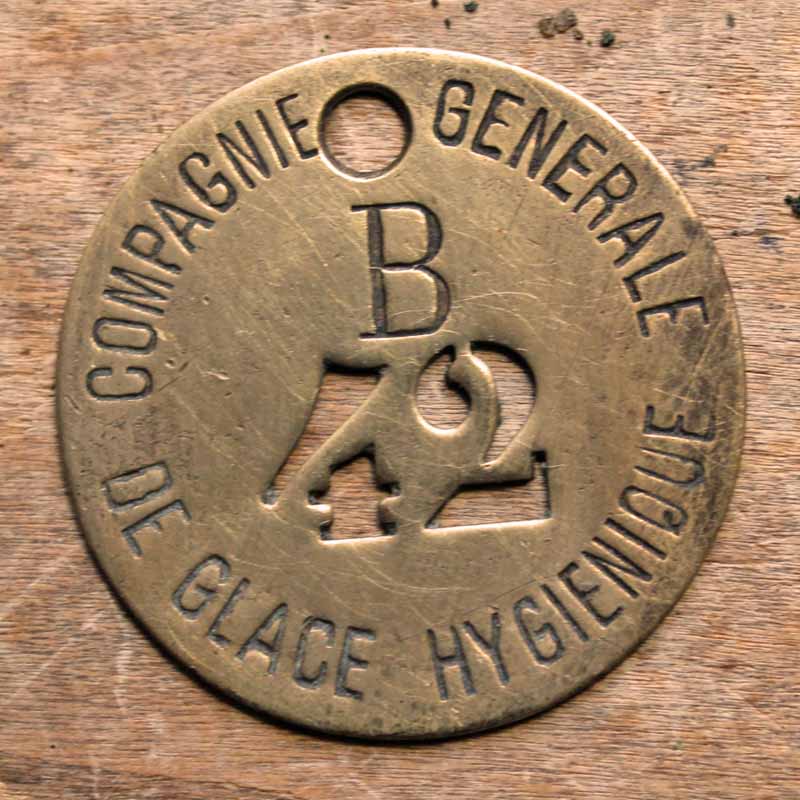 COMPAGNIE GENERALE
DE GLACE HYGIENIQUE
B
42